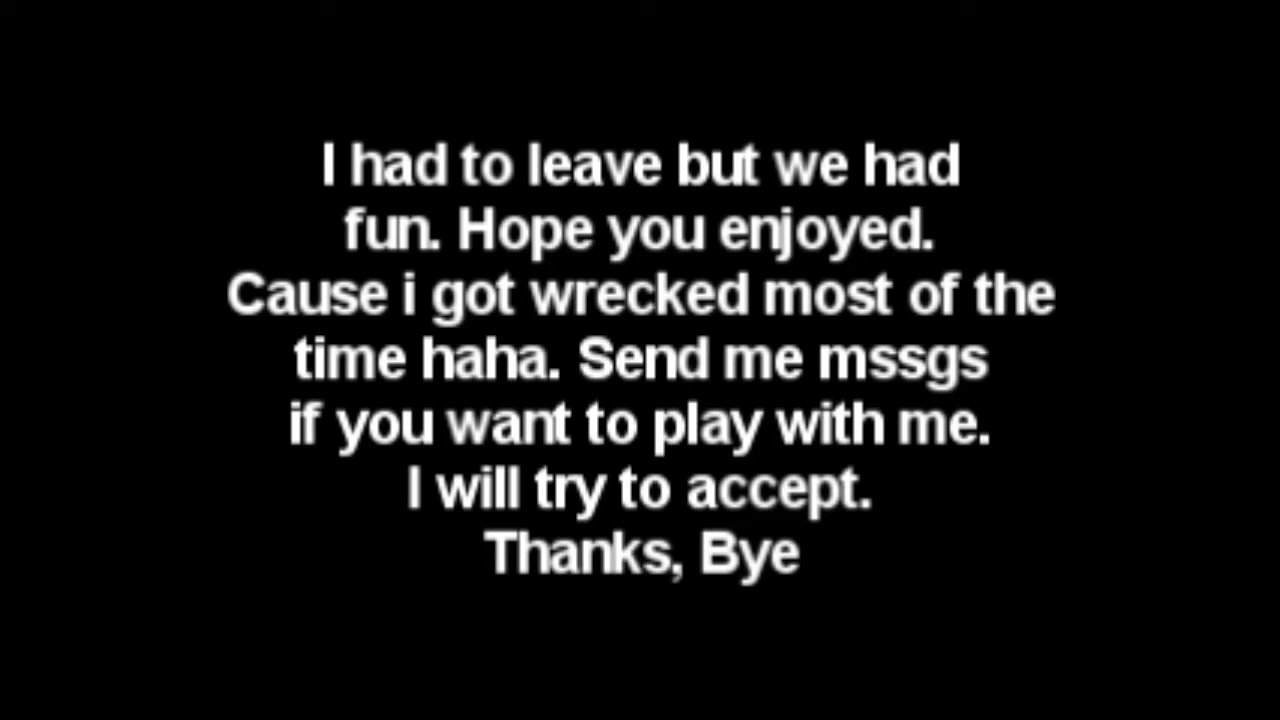 I had to leave but we had
fun. Hope you enjoyed.
Cause i got wrecked most of the
time haha. Send me mssgs
if you want to play with me.
I will try to accept.
Thanks, Bye